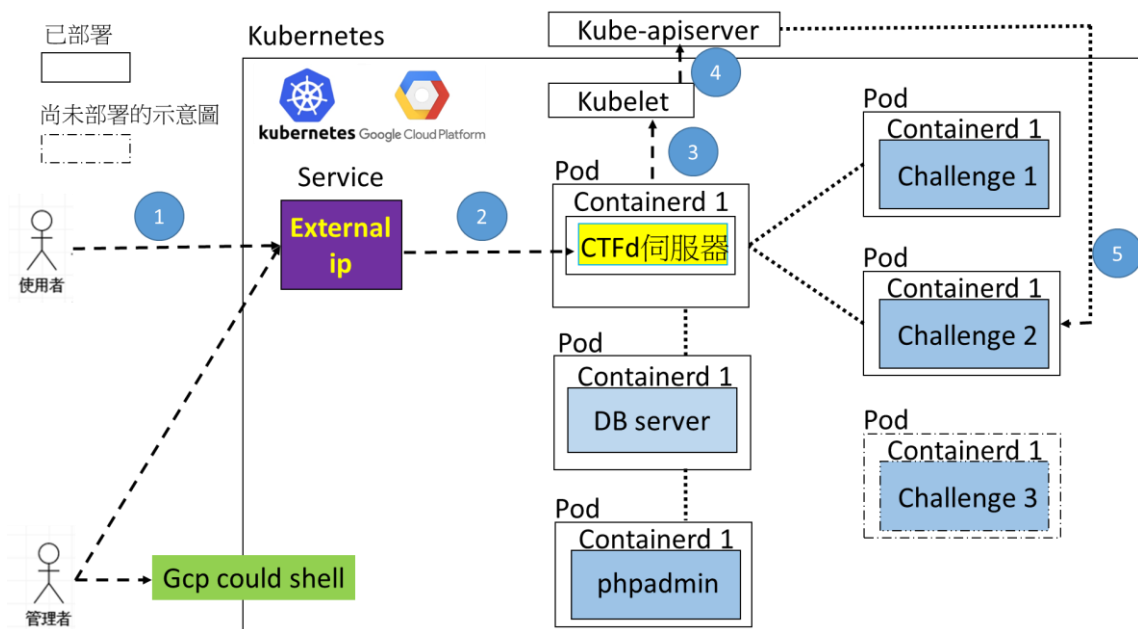 已部署
尚未部署的示意圖
Kubernetes
kubernetes
Google Cloud Platform
Kube-apiserver
4
Kubelet
3
使用者
1
Service
External
ip
2
Pod
Containerd 1
CTFd伺服器
Pod
Containerd 1
Challenge 1
Pod
Containerd 1
Challenge 2
5
Pod
Containerd 1
DB server
Pod
Containerd 1
Challenge 3
Pod
Containerd 1
phpadmin
管理者
Gcp could shell